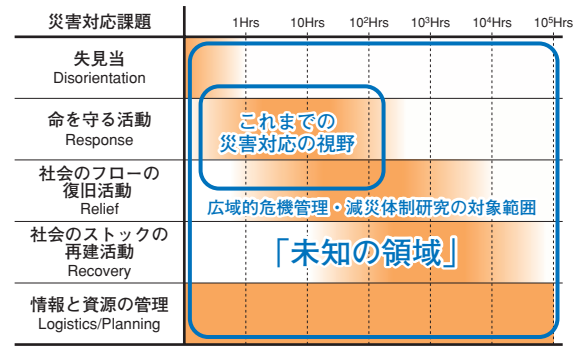 災害対応課題 1Hrs 10Hrs 10²Hrs 10³Hrs 10⁴Hrs 10⁵Hrs
失見当
Disorientation
命を守る活動
Response
これまでの
災害対応の視野
社会のフローの
復旧活動
Relief
広域的危機管理・減災体制研究の対象範囲
社会のストックの
再建活動
Recovery
「未知の領域」
情報と資源の管理
Logistics/Planning